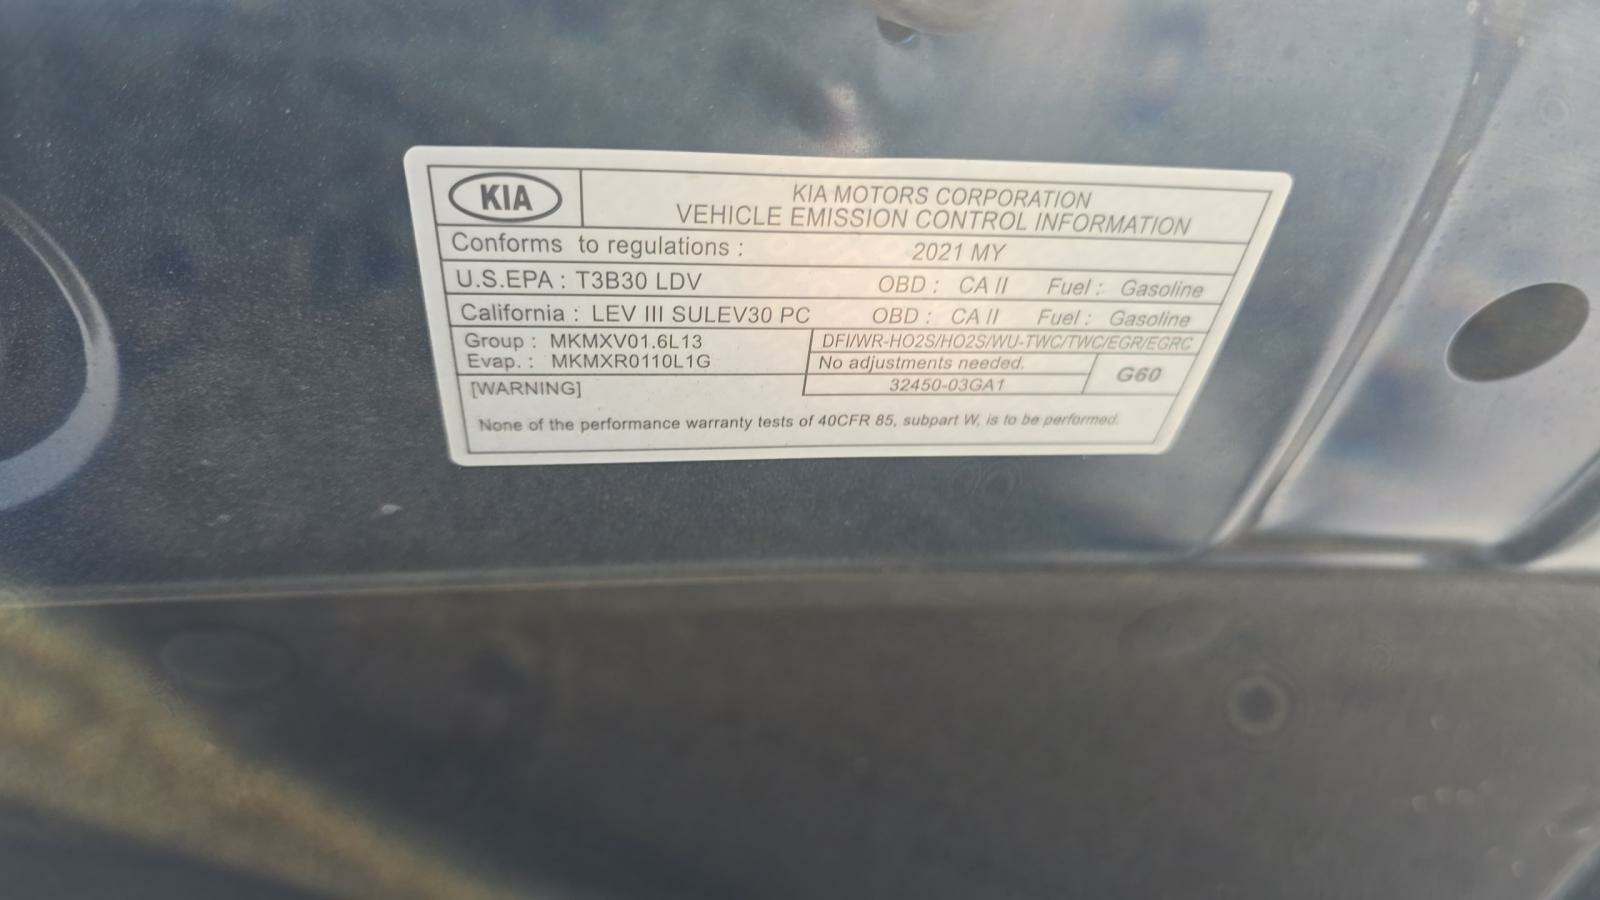 KIA
KIA MOTORS CORPORATION
VEHICLE EMISSION CONTROL INFORMATION
Conforms to regulations : 2021 MY
U.S.EPA : T3B30 LDV OBD : CA II Fuel : Gasoline
California : LEV III SULEV30 PC OBD : CA II Fuel : Gasoline
Group : MKMXV01.6L13
Evap. : MKMXR0110L1G
DFI/WR-HO2S/HO2S/WU-TWC/TWC/EGR/EGRC
No adjustments needed.
32450-03GA1
G60
[WARNING]
None of the performance warranty tests of 40CFR 85, subpart W, is to be performed.